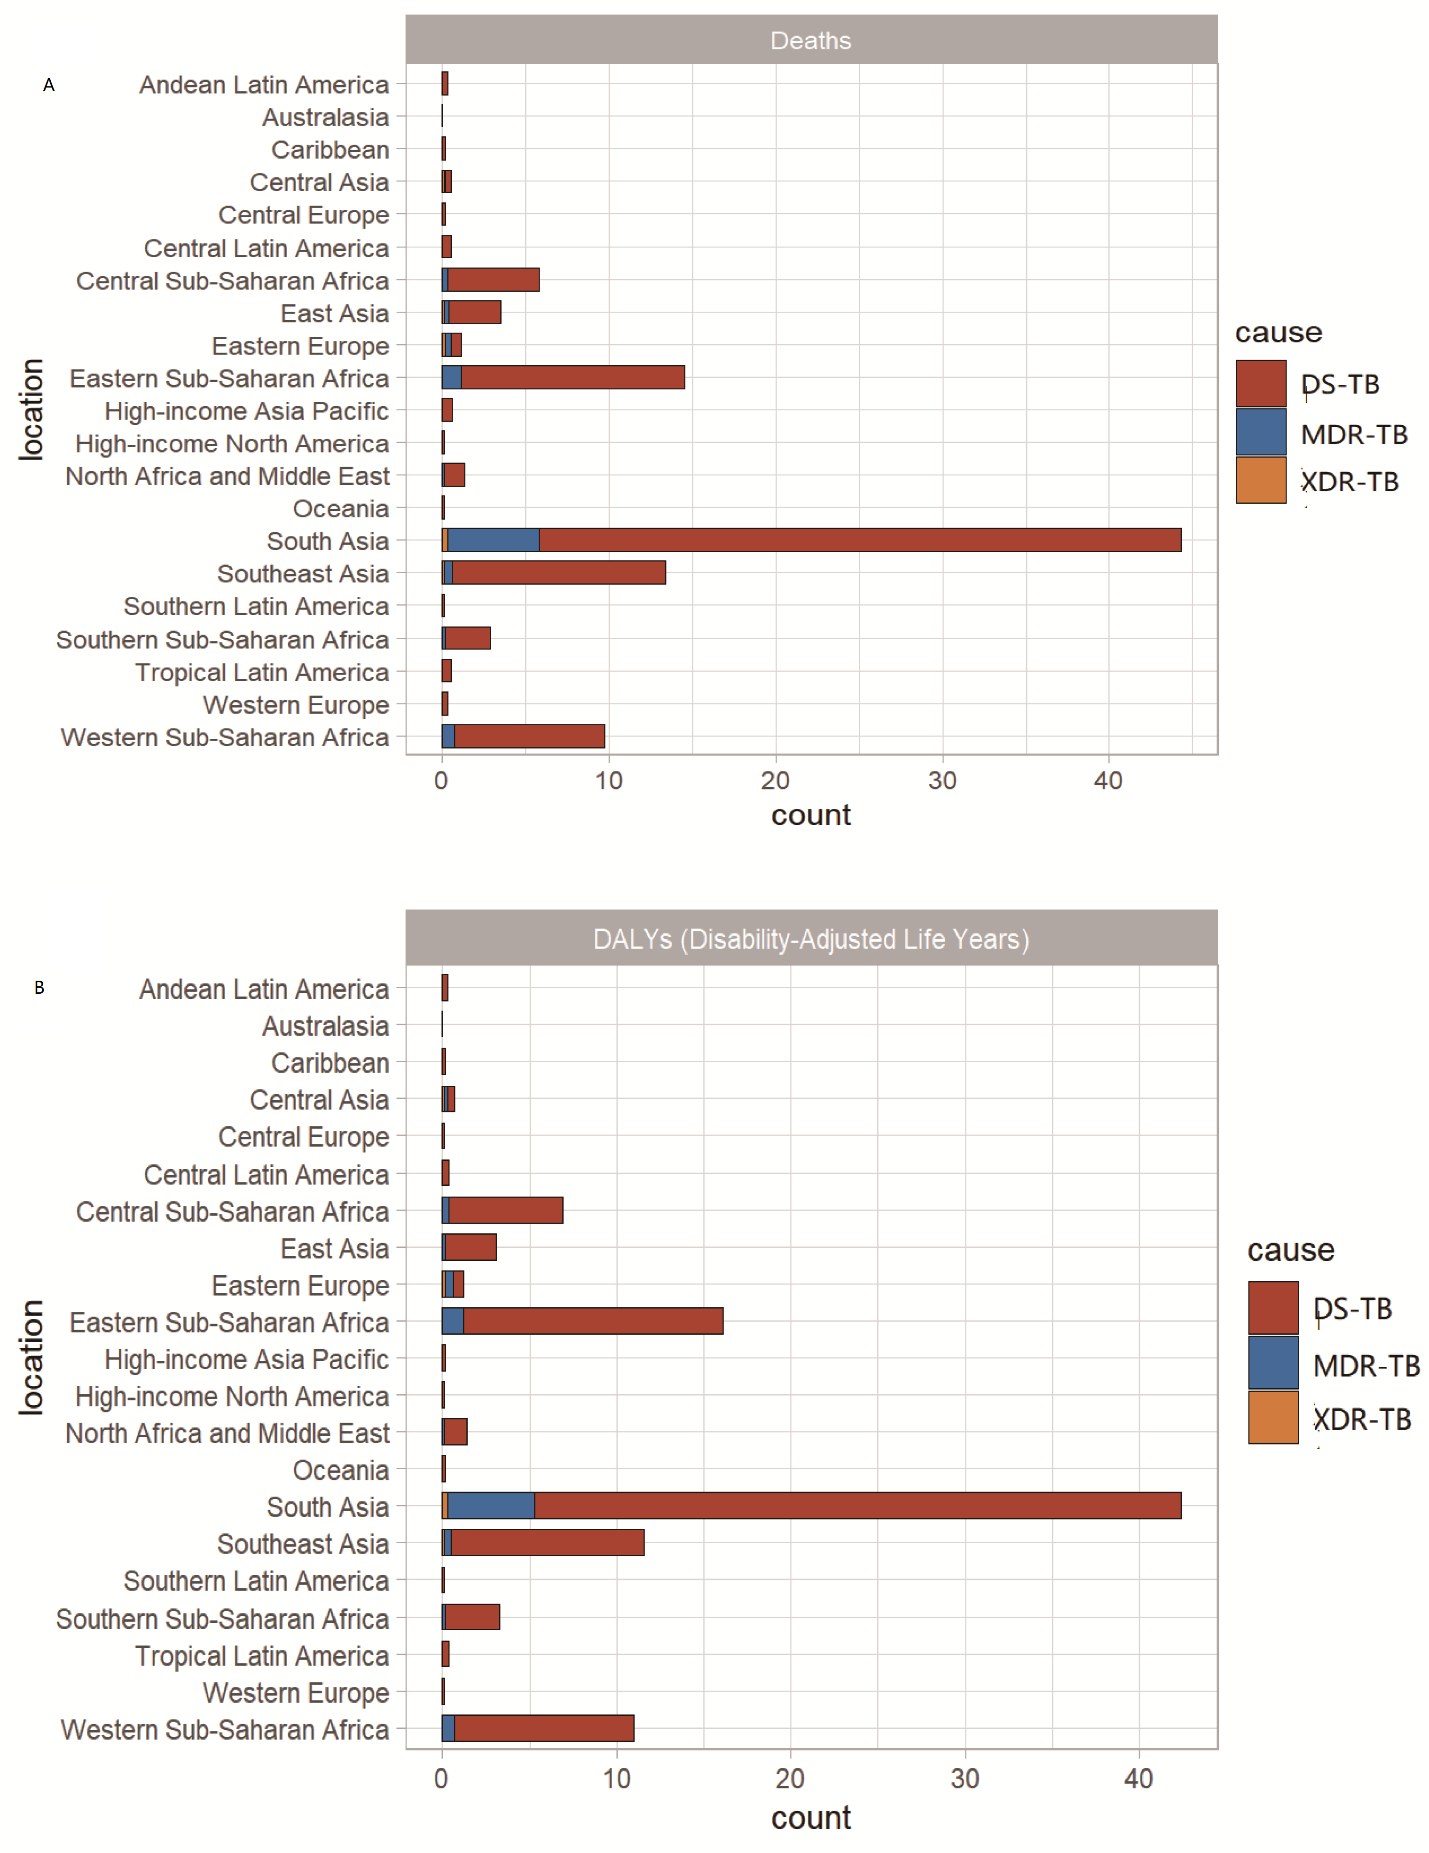 Deaths
A
Andean Latin America
Australasia
Caribbean
Central Asia
Central Europe
Central Latin America
Central Sub-Saharan Africa
East Asia
Eastern Europe
Eastern Sub-Saharan Africa
High-income Asia Pacific
High-income North America
North Africa and Middle East
Oceania
South Asia
Southeast Asia
Southern Latin America
Southern Sub-Saharan Africa
Tropical Latin America
Western Europe
Western Sub-Saharan Africa
location
0 10 20 30 40
count
cause
DS-TB
MDR-TB
XDR-TB
DALYs (Disability-Adjusted Life Years)
B
Andean Latin America
Australasia
Caribbean
Central Asia
Central Europe
Central Latin America
Central Sub-Saharan Africa
East Asia
Eastern Europe
Eastern Sub-Saharan Africa
High-income Asia Pacific
High-income North America
North Africa and Middle East
Oceania
South Asia
Southeast Asia
Southern Latin America
Southern Sub-Saharan Africa
Tropical Latin America
Western Europe
Western Sub-Saharan Africa
location
0 10 20 30 40
count
cause
DS-TB
MDR-TB
XDR-TB